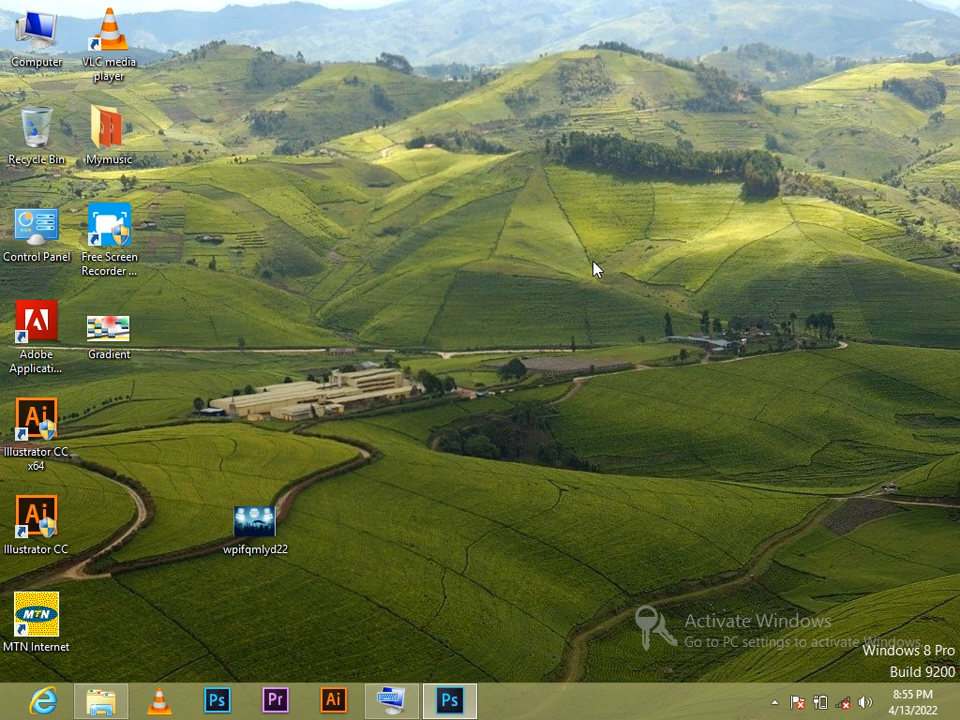 Computer
VLC media
player
Recycle Bin
Mymusic
Control Panel
Free Screen
Recorder ...
Adobe
Applicati...
Gradient
Ai
Illustrator CC
x64
Ai
Illustrator CC
wpifqmlyd22
MTN
MTN Internet
Activate Windows
Go to PC settings to activate Windows.
Windows 8 Pro
Build 9200
Ps
Pr
Ai
Ps
8:55 PM
4/13/2022